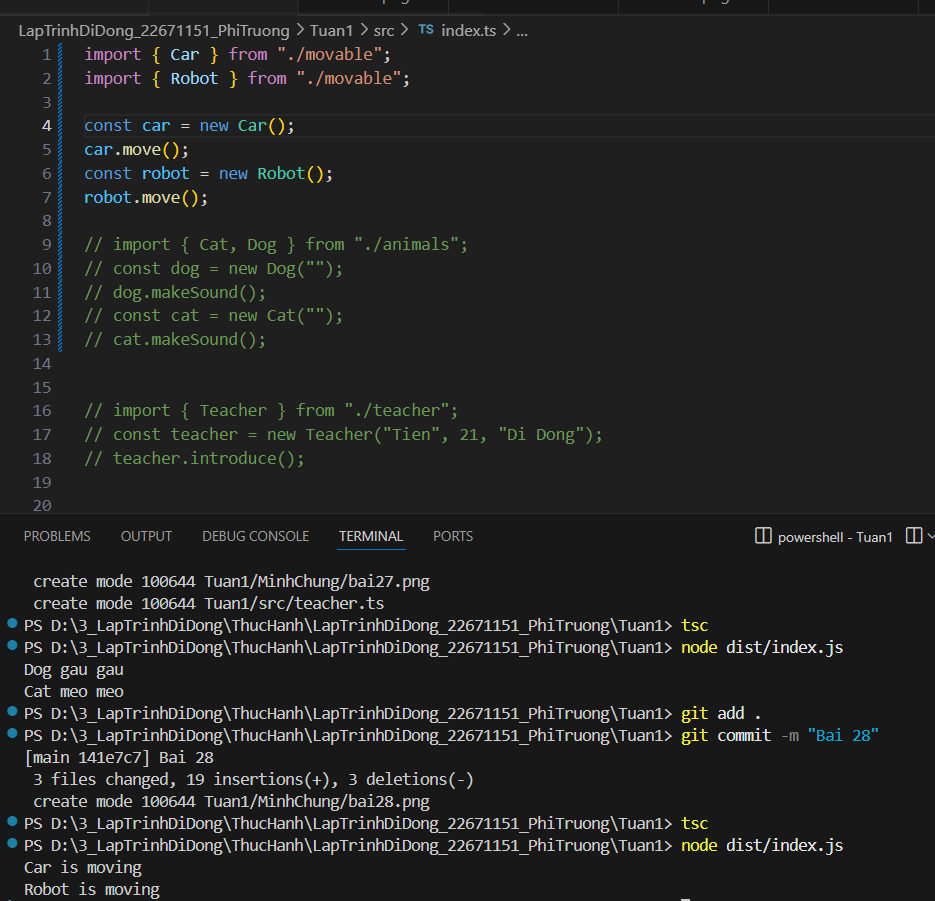 LapTrinhDiDong_22671151_PhiTruong > Tuan1 > src > TS index.ts > ...
1 import { Car } from "./movable";
2 import { Robot } from "./movable";
3
4 const car = new Car();
5 car.move();
6 const robot = new Robot();
7 robot.move();
8
9 // import { Cat, Dog } from "./animals";
10 // const dog = new Dog("");
11 // dog.makeSound();
12 // const cat = new Cat("");
13 // cat.makeSound();
14
15
16 // import { Teacher } from "./teacher";
17 // const teacher = new Teacher("Tien", 21, "Di Dong");
18 // teacher.introduce();
19
20
PROBLEMS OUTPUT DEBUG CONSOLE TERMINAL PORTS powershell - Tuan1
create mode 100644 Tuan1/MinhChung/bai27.png
create mode 100644 Tuan1/src/teacher.ts
PS D:\3_LapTrinhDiDong\ThucHanh\LapTrinhDiDong_22671151_PhiTruong\Tuan1> tsc
PS D:\3_LapTrinhDiDong\ThucHanh\LapTrinhDiDong_22671151_PhiTruong\Tuan1> node dist/index.js
Dog gau gau
Cat meo meo
PS D:\3_LapTrinhDiDong\ThucHanh\LapTrinhDiDong_22671151_PhiTruong\Tuan1> git add .
PS D:\3_LapTrinhDiDong\ThucHanh\LapTrinhDiDong_22671151_PhiTruong\Tuan1> git commit -m "Bai 28"
[main 141e7c7] Bai 28
3 files changed, 19 insertions(+), 3 deletions(-)
create mode 100644 Tuan1/MinhChung/bai28.png
PS D:\3_LapTrinhDiDong\ThucHanh\LapTrinhDiDong_22671151_PhiTruong\Tuan1> tsc
PS D:\3_LapTrinhDiDong\ThucHanh\LapTrinhDiDong_22671151_PhiTruong\Tuan1> node dist/index.js
Car is moving
Robot is moving